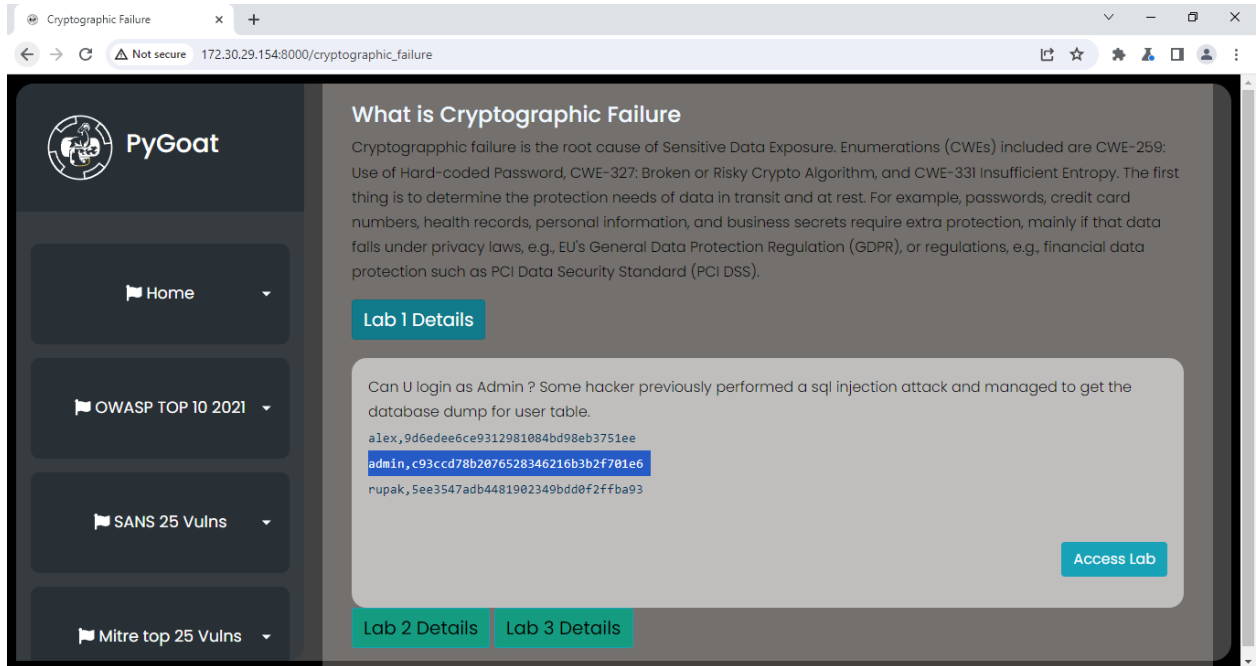 Cryptographic Failure
Not secure 172.30.29.154:8000/cryptographic_failure
PyGoat
Home
OWASP TOP 10 2021
SANS 25 Vulns
Mitre top 25 Vulns
What is Cryptographic Failure
Cryptograpphic failure is the root cause of Sensitive Data Exposure. Enumerations (CWEs) included are CWE-259:
Use of Hard-coded Password, CWE-327: Broken or Risky Crypto Algorithm, and CWE-331 Insufficient Entropy. The first
thing is to determine the protection needs of data in transit and at rest. For example, passwords, credit card
numbers, health records, personal information, and business secrets require extra protection, mainly if that data
falls under privacy laws, e.g., EU's General Data Protection Regulation (GDPR), or regulations, e.g., financial data
protection such as PCI Data Security Standard (PCI DSS).
Lab 1 Details
Can U login as Admin ? Some hacker previously performed a sql injection attack and managed to get the
database dump for user table.
alex,9d6edee6ce9312981084bd98eb3751ee
admin,c93ccd78b2076528346216b3b2f701e6
rupak,5ee3547adb4481902349bdd0f2ffba93
Access Lab
Lab 2 Details Lab 3 Details